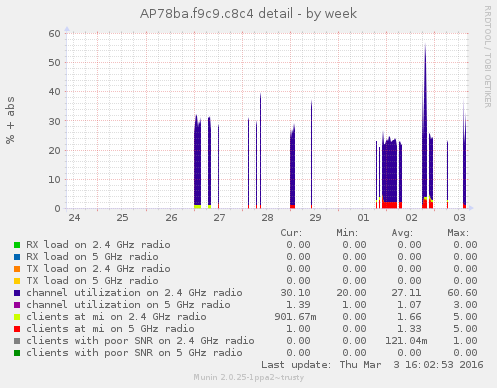 AP78ba.f9c9.c8c4 detail - by week
RRDTOOL / TOBI OETIKER
% + abs
60
50
40
30
20
10
0
24 25 26 27 28 29 01 02 03
Cur: Min: Avg: Max:
RX load on 2.4 GHz radio 0.00 0.00 0.00 0.00
RX load on 5 GHz radio 0.00 0.00 0.00 0.00
TX load on 2.4 GHz radio 0.00 0.00 0.00 0.00
TX load on 5 GHz radio 0.00 0.00 0.00 0.00
channel utilization on 2.4 GHz radio 30.10 20.00 27.11 60.60
channel utilization on 5 GHz radio 1.39 1.00 1.07 3.00
clients at mi on 2.4 GHz radio 901.67m 0.00 1.66 5.00
clients at mi on 5 GHz radio 1.00 0.00 1.33 5.00
clients with poor SNR on 2.4 GHz radio 0.00 0.00 121.04m 1.00
clients with poor SNR on 5 GHz radio 0.00 0.00 0.00 0.00
Last update: Thu Mar 3 16:02:53 2016
Munin 2.0.25-1ppa2~trusty